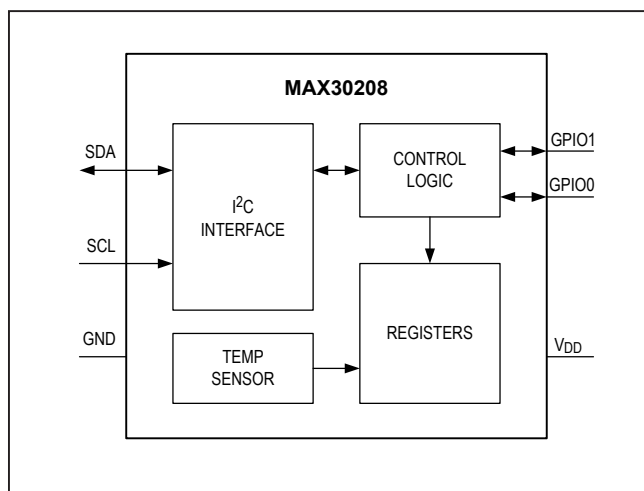 MAX30208
SDA
SCL
GND
I²C
INTERFACE
TEMP
SENSOR
CONTROL
LOGIC
REGISTERS
GPIO1
GPIO0
VDD